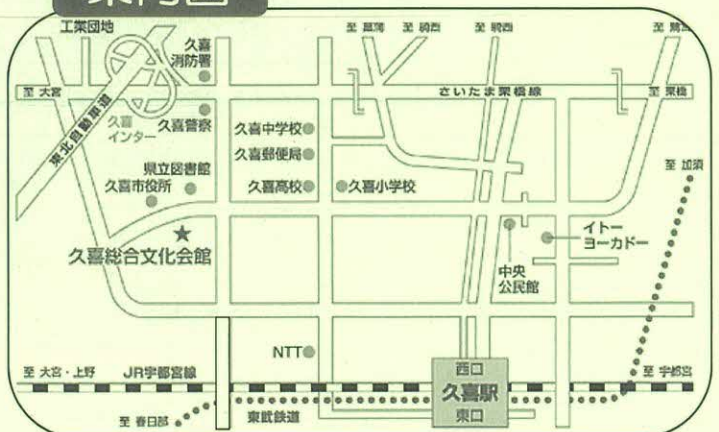 案内図
工業団地
久喜
消防署
至 菖蒲
至 騎西
至 騎西
至 鷲宮
至 大宮
さいたま栗橋線
至 栗橋
東北自動車道
久喜
インター
久喜警察
久喜中学校
久喜郵便局
県立図書館
久喜市役所
久喜高校
久喜小学校
至 加須
久喜総合文化会館
イトー
ヨーカドー
中央
公民館
NTT
至 大宮・上野
JR宇都宮線
西口
久喜駅
東口
至 宇都宮
至 春日部
東武鉄道